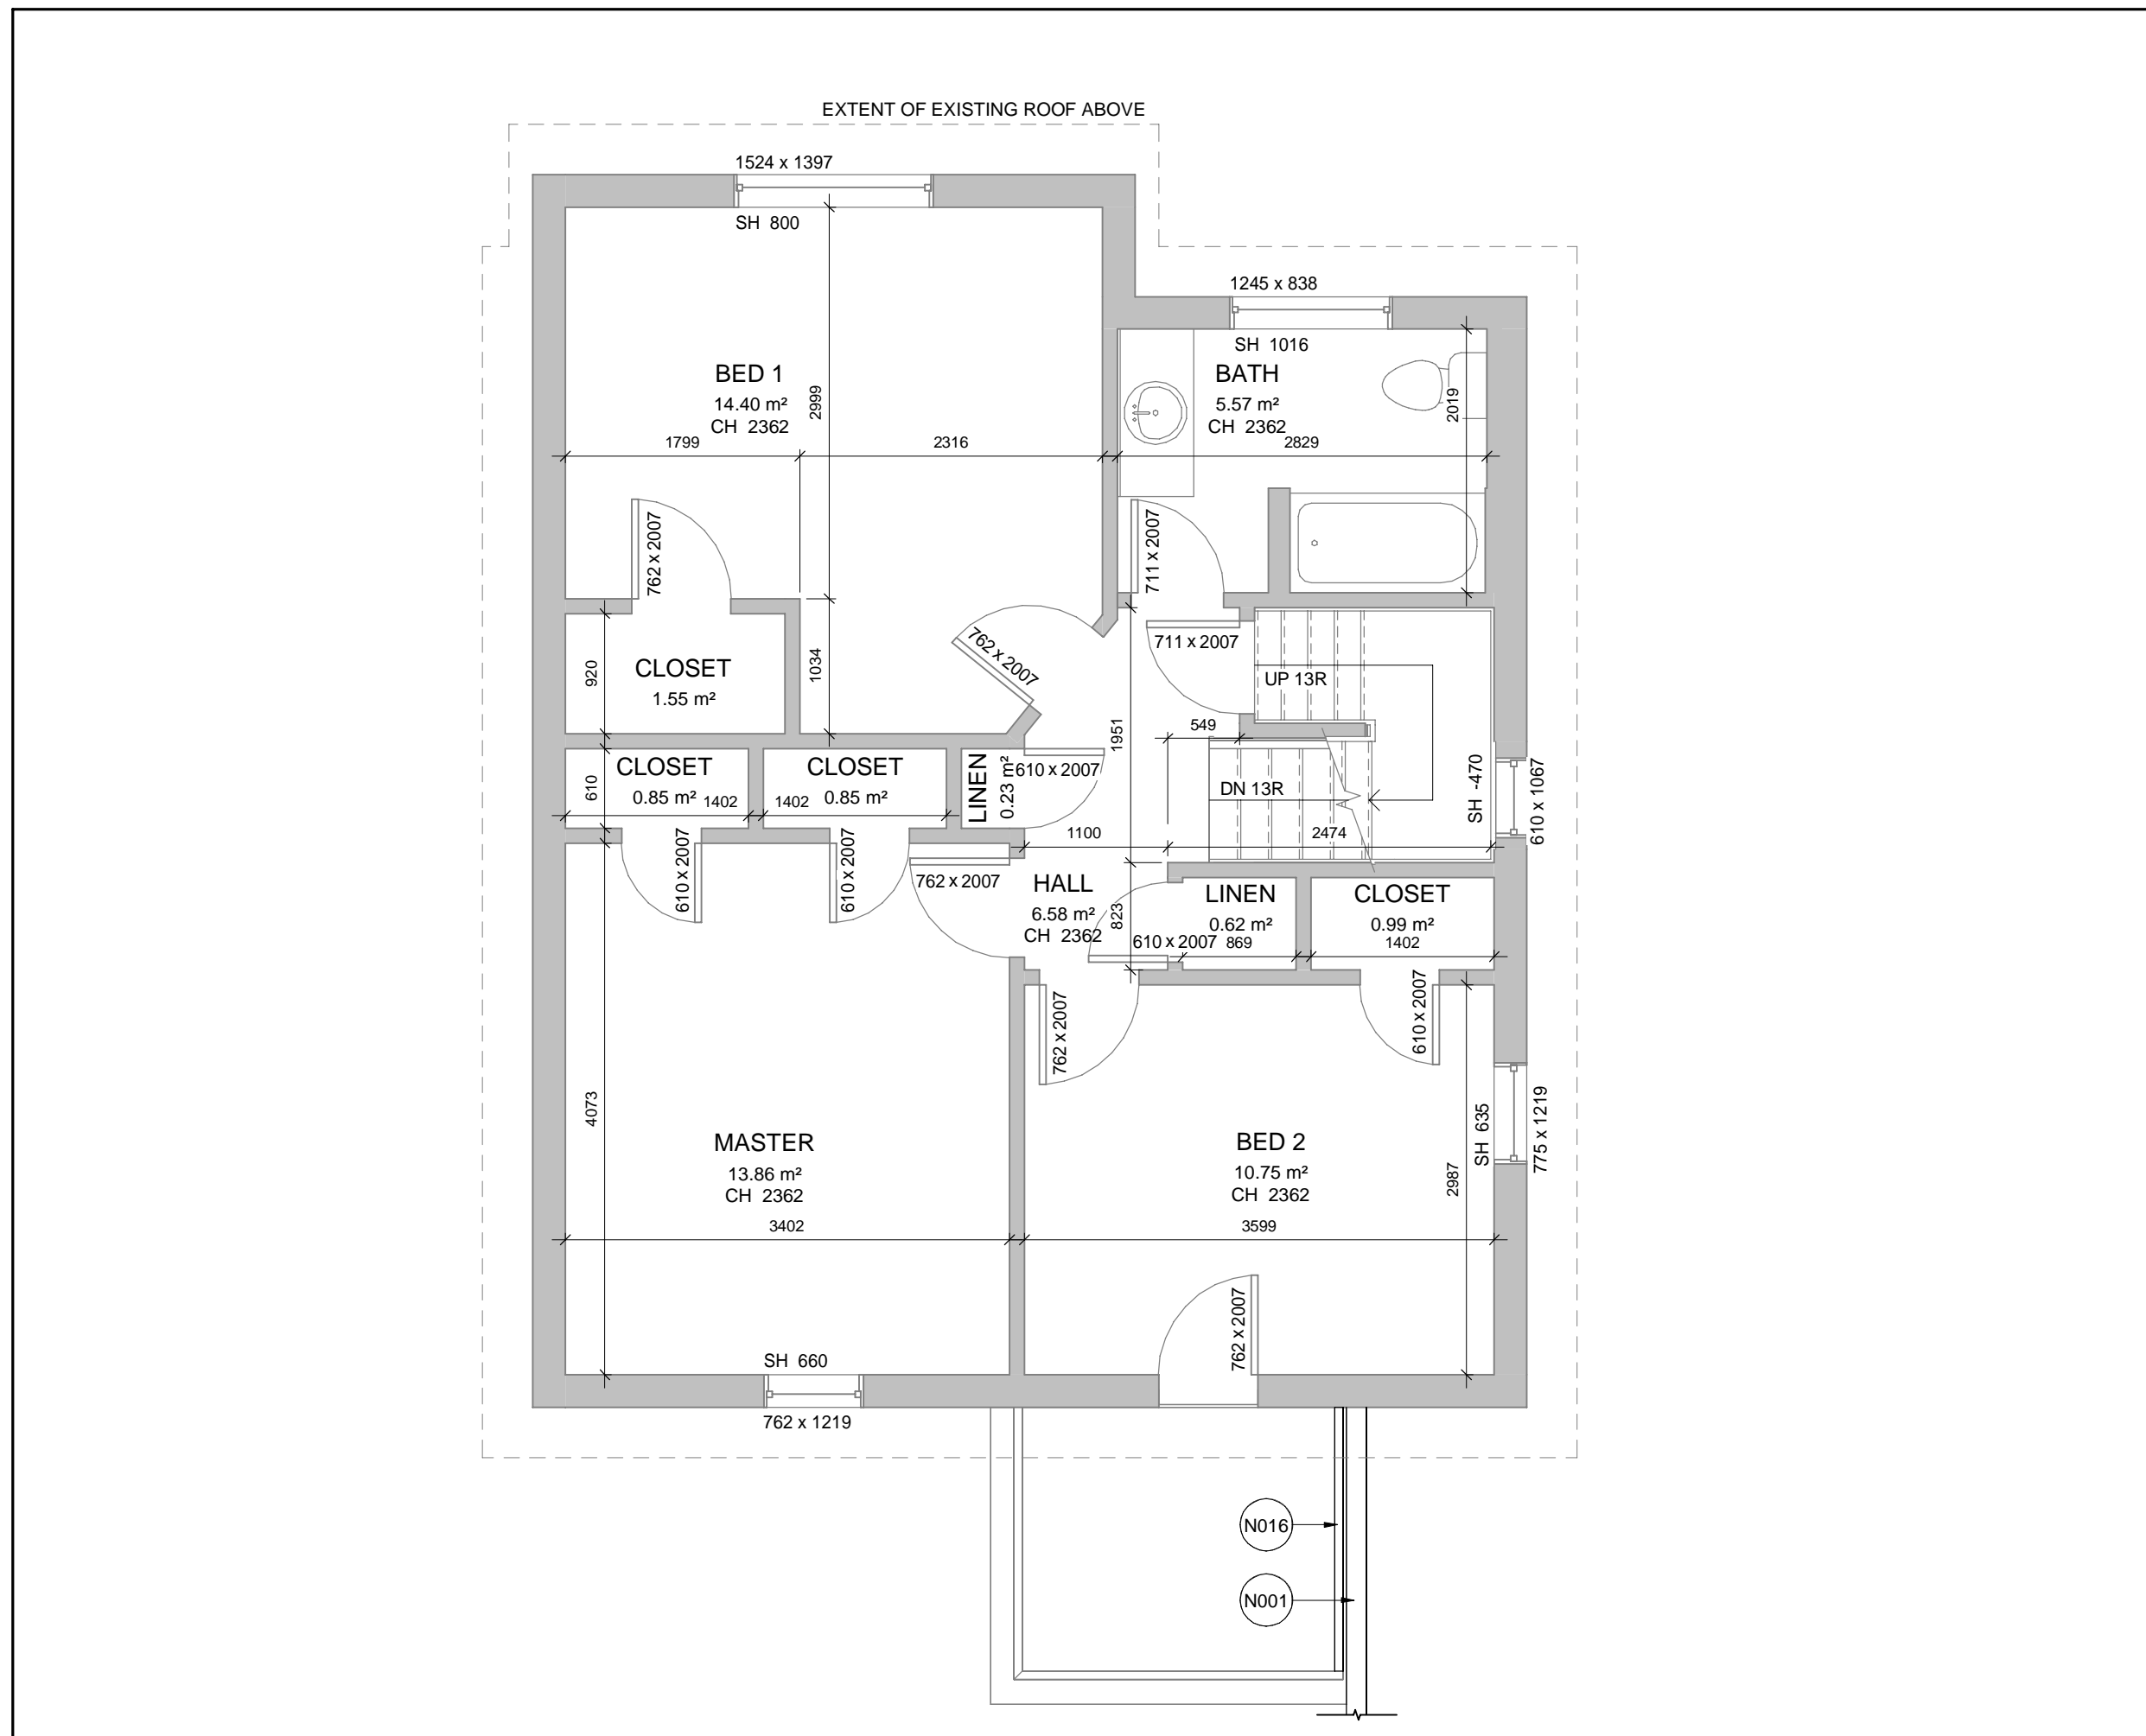 EXTENT OF EXISTING ROOF ABOVE
1524 x 1397
SH 800
1245 x 838
SH 1016
BED 1
14.40 m²
CH 2362
2999
1799
2316
BATH
5.57 m²
CH 2362
2829
2019
762 x 2007
711 x 2007
762 x 2007
711 x 2007
920
CLOSET
1.55 m²
1034
UP 13R
1951
549
610
CLOSET
0.85 m²
1402
CLOSET
0.85 m²
1402
LINEN
0.23 m²
610 x 2007
DN 13R
SH -470
610 x 1067
1100
2474
610 x 2007
610 x 2007
762 x 2007
HALL
6.58 m²
CH 2362
823
LINEN
0.62 m²
610 x 2007
869
CLOSET
0.99 m²
1402
762 x 2007
610 x 2007
4073
MASTER
13.86 m²
CH 2362
3402
BED 2
10.75 m²
CH 2362
3599
2987
SH 635
775 x 1219
762 x 2007
SH 660
762 x 1219
N016
N001